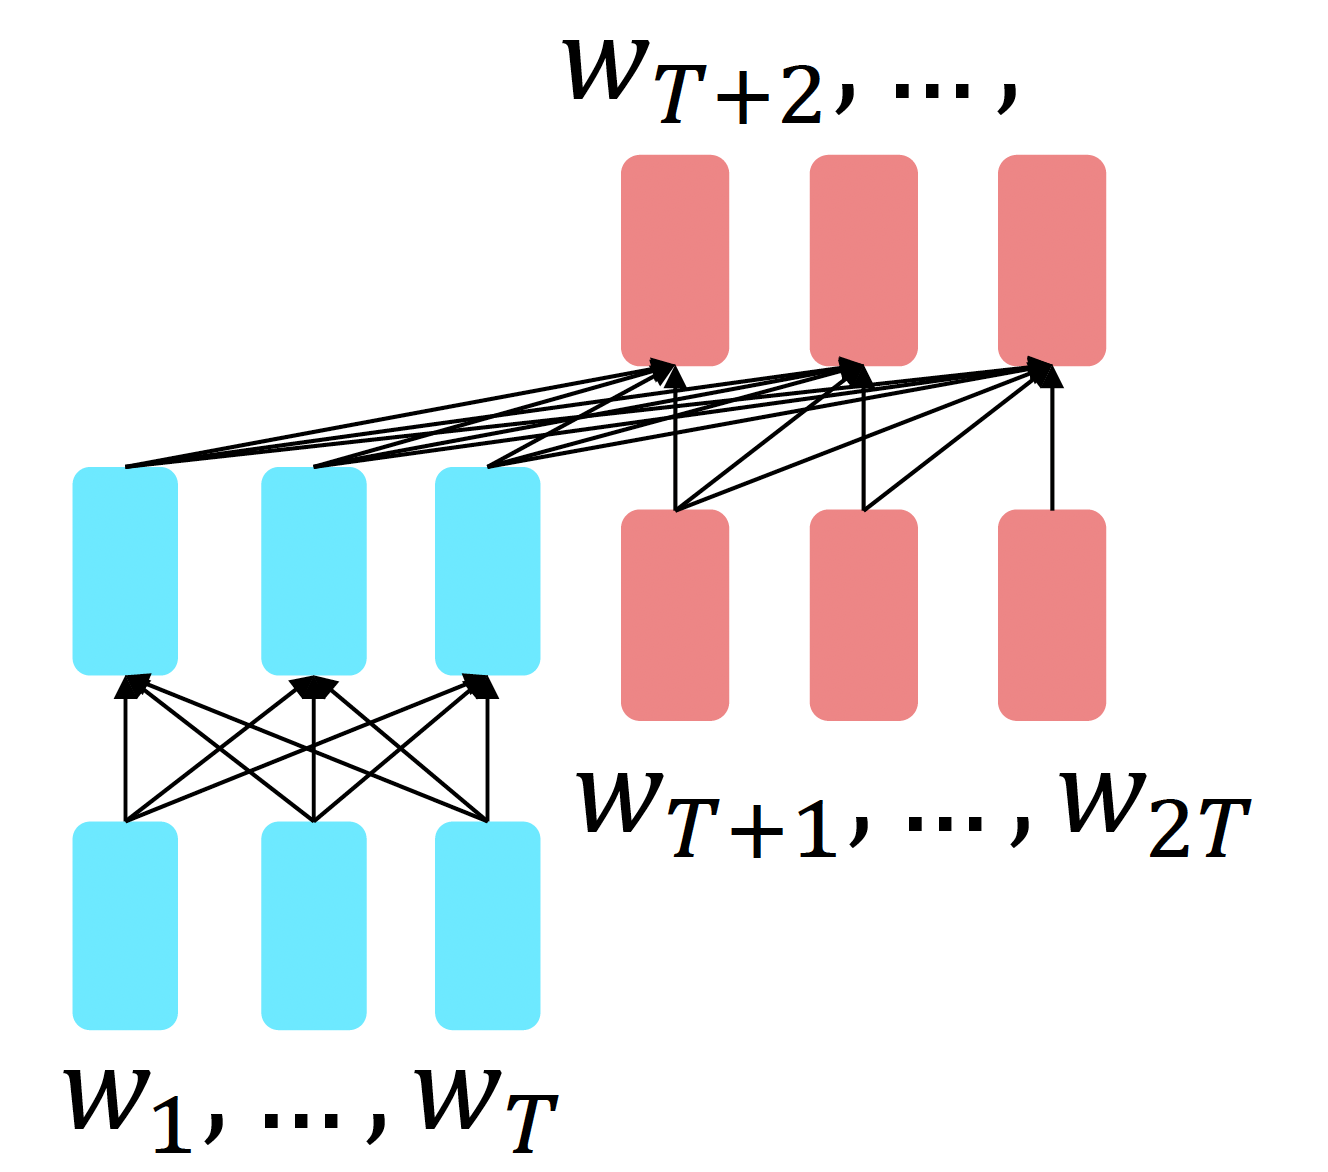 w_{T+2}, ... ,
w_{T+1}, ... , w_{2T}
w_1, ... , w_T